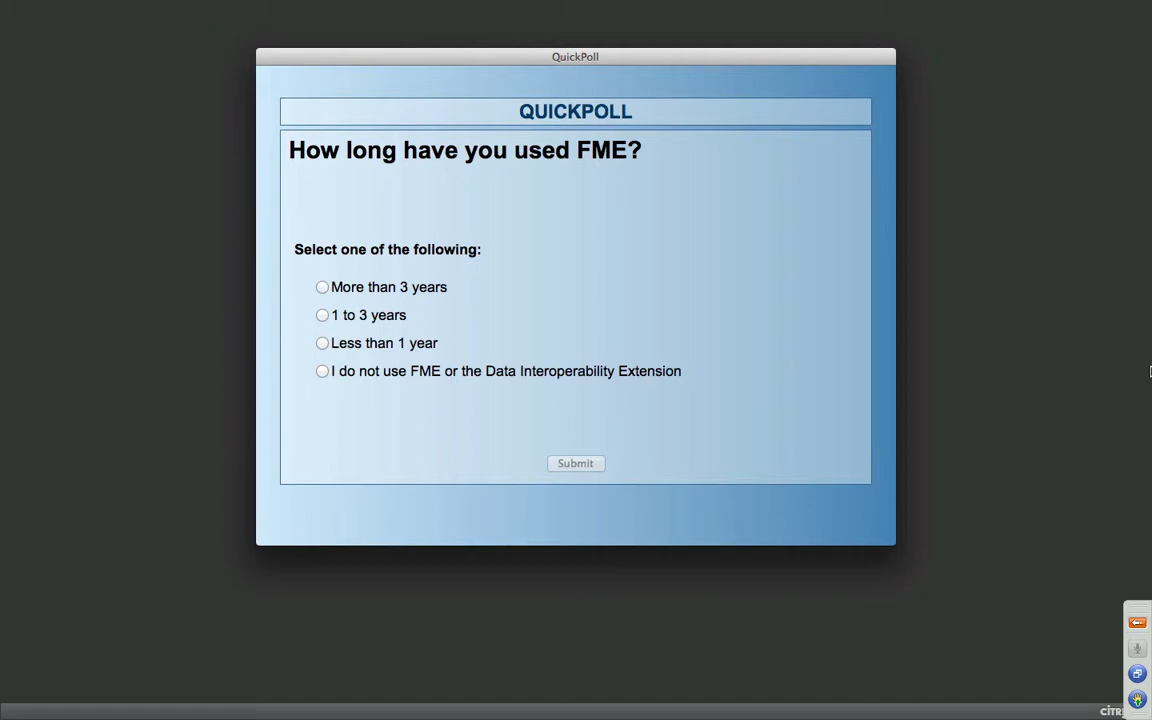 QuickPoll
QUICKPOLL
How long have you used FME?
Select one of the following:
More than 3 years
1 to 3 years
Less than 1 year
I do not use FME or the Data Interoperability Extension
Submit